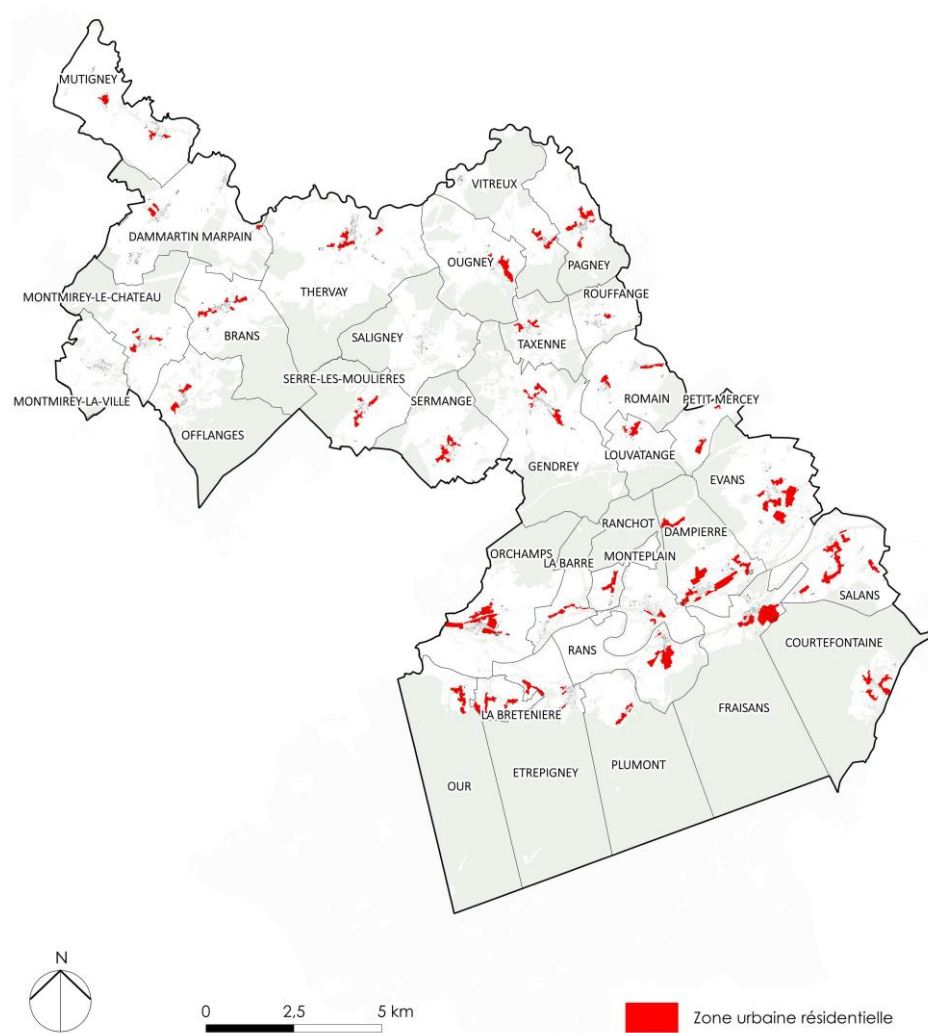 MUTIGNEY
VITREUX
DAMMARTIN MARPAIN
OUGNEY
PAGNEY
MONTMIREY-LE-CHATEAU
THERVAY
ROUFFANGE
BRANS
SALIGNEY
TAXENNE
SERRE-LES-MOULIERES
MONTMIREY-LA-VILLE
SERMANGE
ROMAIN
PETIT-MERCEY
OFFLANGES
LOUVATANGE
GENDREY
EVANS
RANCHOT
DAMPIERRE
ORCHAMPS
MONTEPLAIN
LA BARRE
SALANS
COURTEFONTAINE
RANS
FRAISANS
LA BRETENIERE
PLUMONT
ETREPIGNEY
OUR
N
0 2,5 5 km
Zone urbaine résidentielle